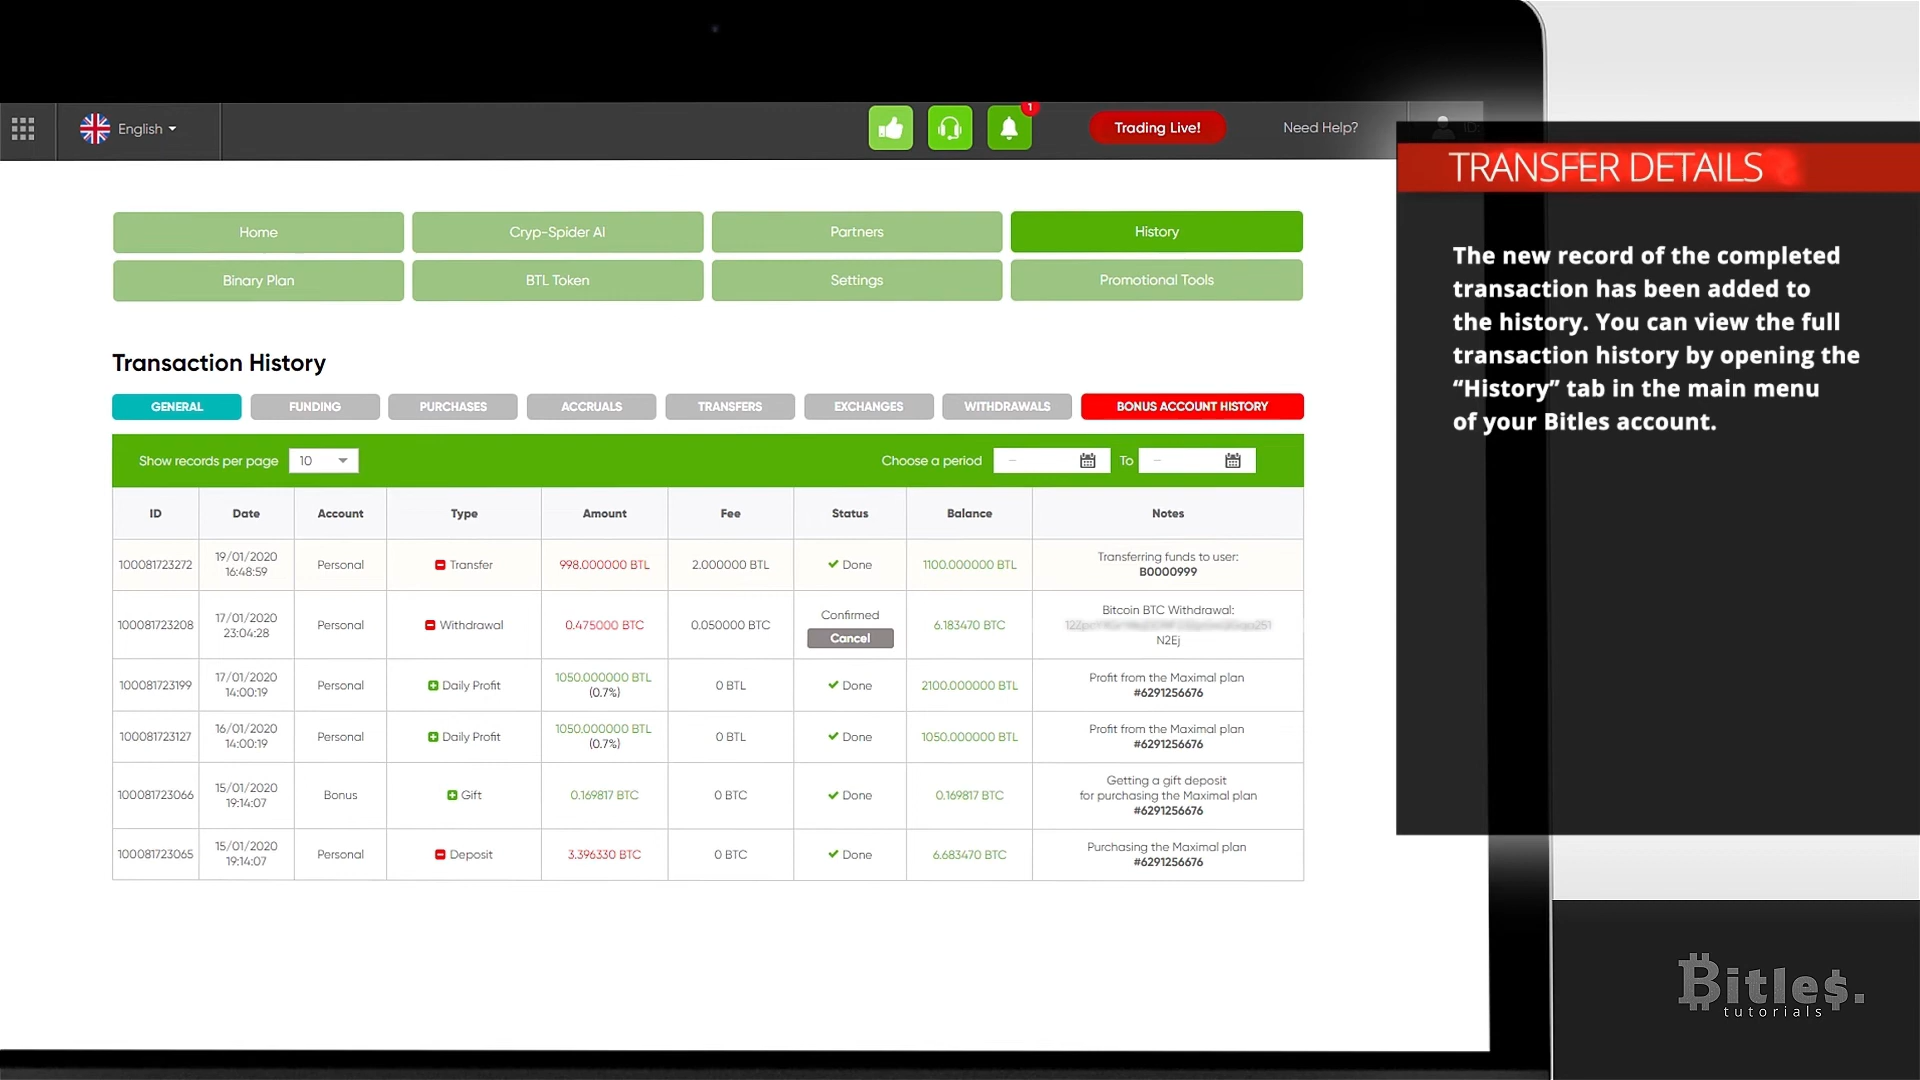 English
1
Trading Live!
Need Help?
ID:
Home
Cryp-Spider AI
Partners
History
Binary Plan
BTL Token
Settings
Promotional Tools
Transaction History
GENERAL
FUNDING
PURCHASES
ACCRUALS
TRANSFERS
EXCHANGES
WITHDRAWALS
BONUS ACCOUNT HISTORY
Show records per page 10
Choose a period – To –
ID Date Account Type Amount Fee Status Balance Notes
100081723272 19/01/2020 16:48:59 Personal Transfer 998.000000 BTL 2.000000 BTL Done 1100.000000 BTL Transferring funds to user: B0000999
100081723208 17/01/2020 23:04:28 Personal Withdrawal 0.475000 BTC 0.050000 BTC Confirmed Cancel 6.183470 BTC Bitcoin BTC Withdrawal: N2Ej
100081723199 17/01/2020 14:00:19 Personal Daily Profit 1050.000000 BTL (0.7%) 0 BTL Done 2100.000000 BTL Profit from the Maximal plan #6291256676
100081723127 16/01/2020 14:00:19 Personal Daily Profit 1050.000000 BTL (0.7%) 0 BTL Done 1050.000000 BTL Profit from the Maximal plan #6291256676
100081723066 15/01/2020 19:14:07 Bonus Gift 0.169817 BTC 0 BTC Done 0.169817 BTC Getting a gift deposit for purchasing the Maximal plan #6291256676
100081723065 15/01/2020 19:14:07 Personal Deposit 3.396330 BTC 0 BTC Done 6.683470 BTC Purchasing the Maximal plan #6291256676
TRANSFER DETAILS
The new record of the completed
transaction has been added to
the history. You can view the full
transaction history by opening the
“History” tab in the main menu
of your Bitles account.
Bitles.
tutorials